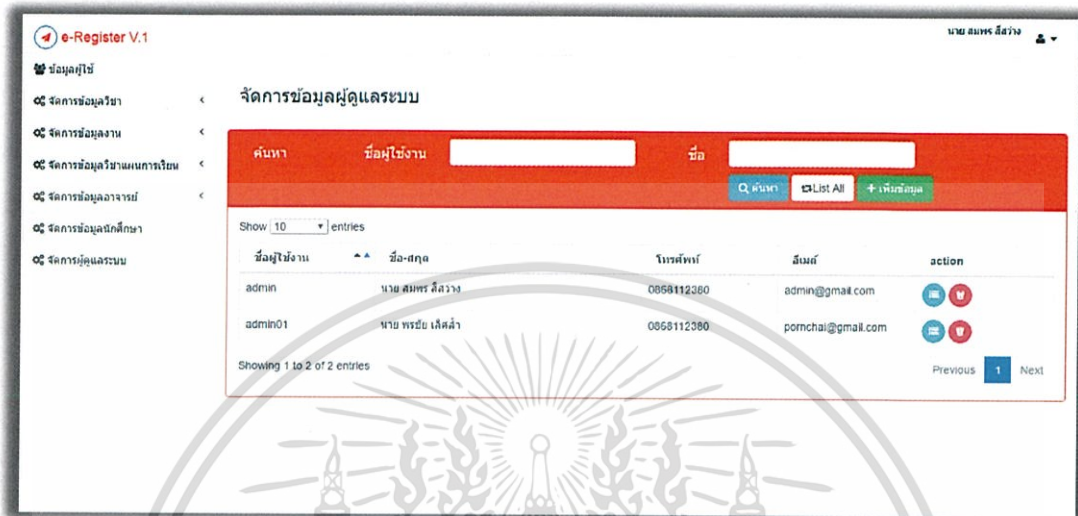 e-Register V.1
นาย สมพร สีสว่าง
ข้อมูลผู้ใช้
จัดการข้อมูลวิชา
จัดการข้อมูลงาน
จัดการข้อมูลวิชาแผนการเรียน
จัดการข้อมูลอาจารย์
จัดการข้อมูลนักศึกษา
จัดการผู้ดูแลระบบ
จัดการข้อมูลผู้ดูแลระบบ
ค้นหา ชื่อผู้ใช้งาน ชื่อ
ค้นหา List All + เพิ่มข้อมูล
Show 10 entries
ชื่อผู้ใช้งาน ชื่อ-สกุล โทรศัพท์ อีเมล์ action
admin นาย สมพร สีสว่าง 0868112380 admin@gmail.com
admin01 นาย พรชัย เลิศล้ำ 0868112380 pornchai@gmail.com
Showing 1 to 2 of 2 entries
Previous 1 Next